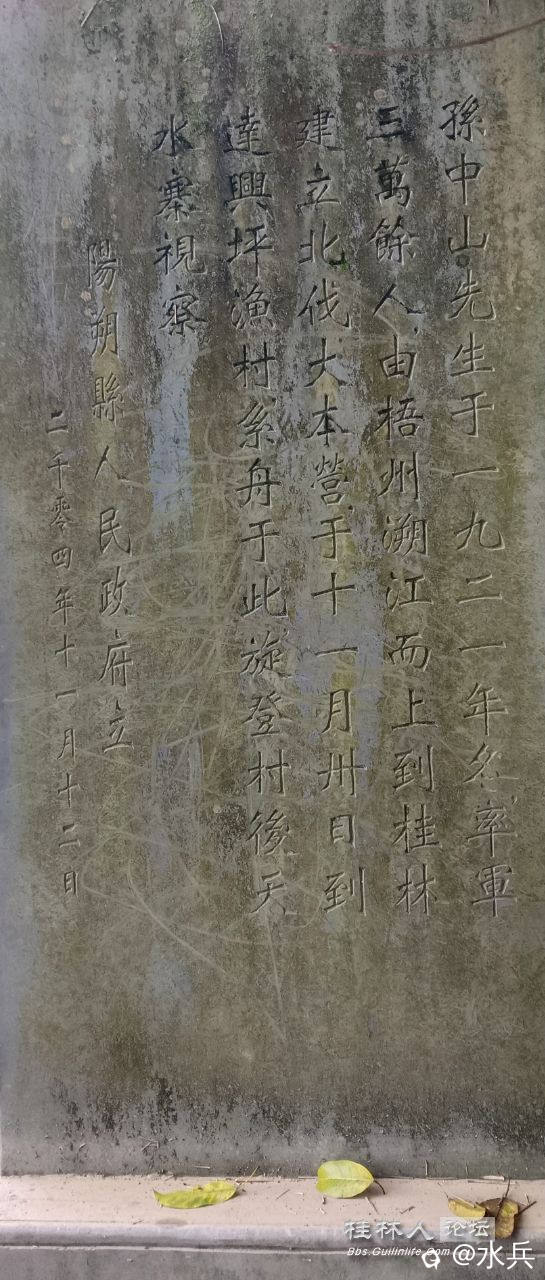 孫中山先生于一九二一年冬，率軍
三萬餘人，由梧州溯江而上到桂林
建立北伐大本營，于十一月卅日到
達興坪漁村系舟于此，旋登村後天
水寨視察
陽朔縣人民政府立
二千零四年十一月十二日
桂林人论坛
Bbs.Guilinlife.Com
@水兵